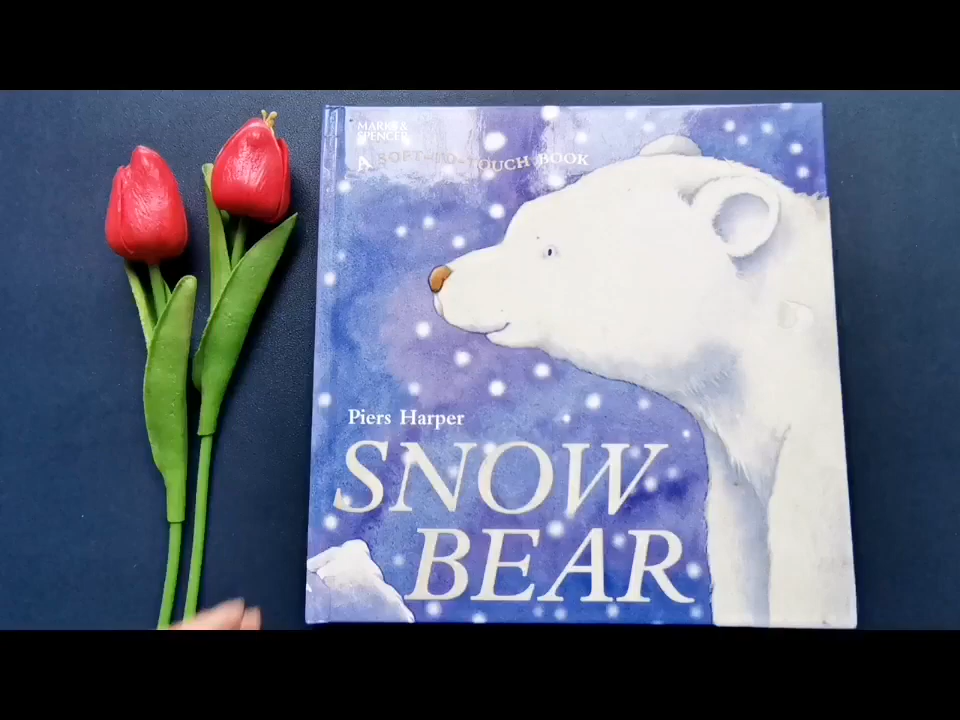 MARKS &
SPENCER
A SOFT-TO-TOUCH BOOK
Piers Harper
SNOW
BEAR